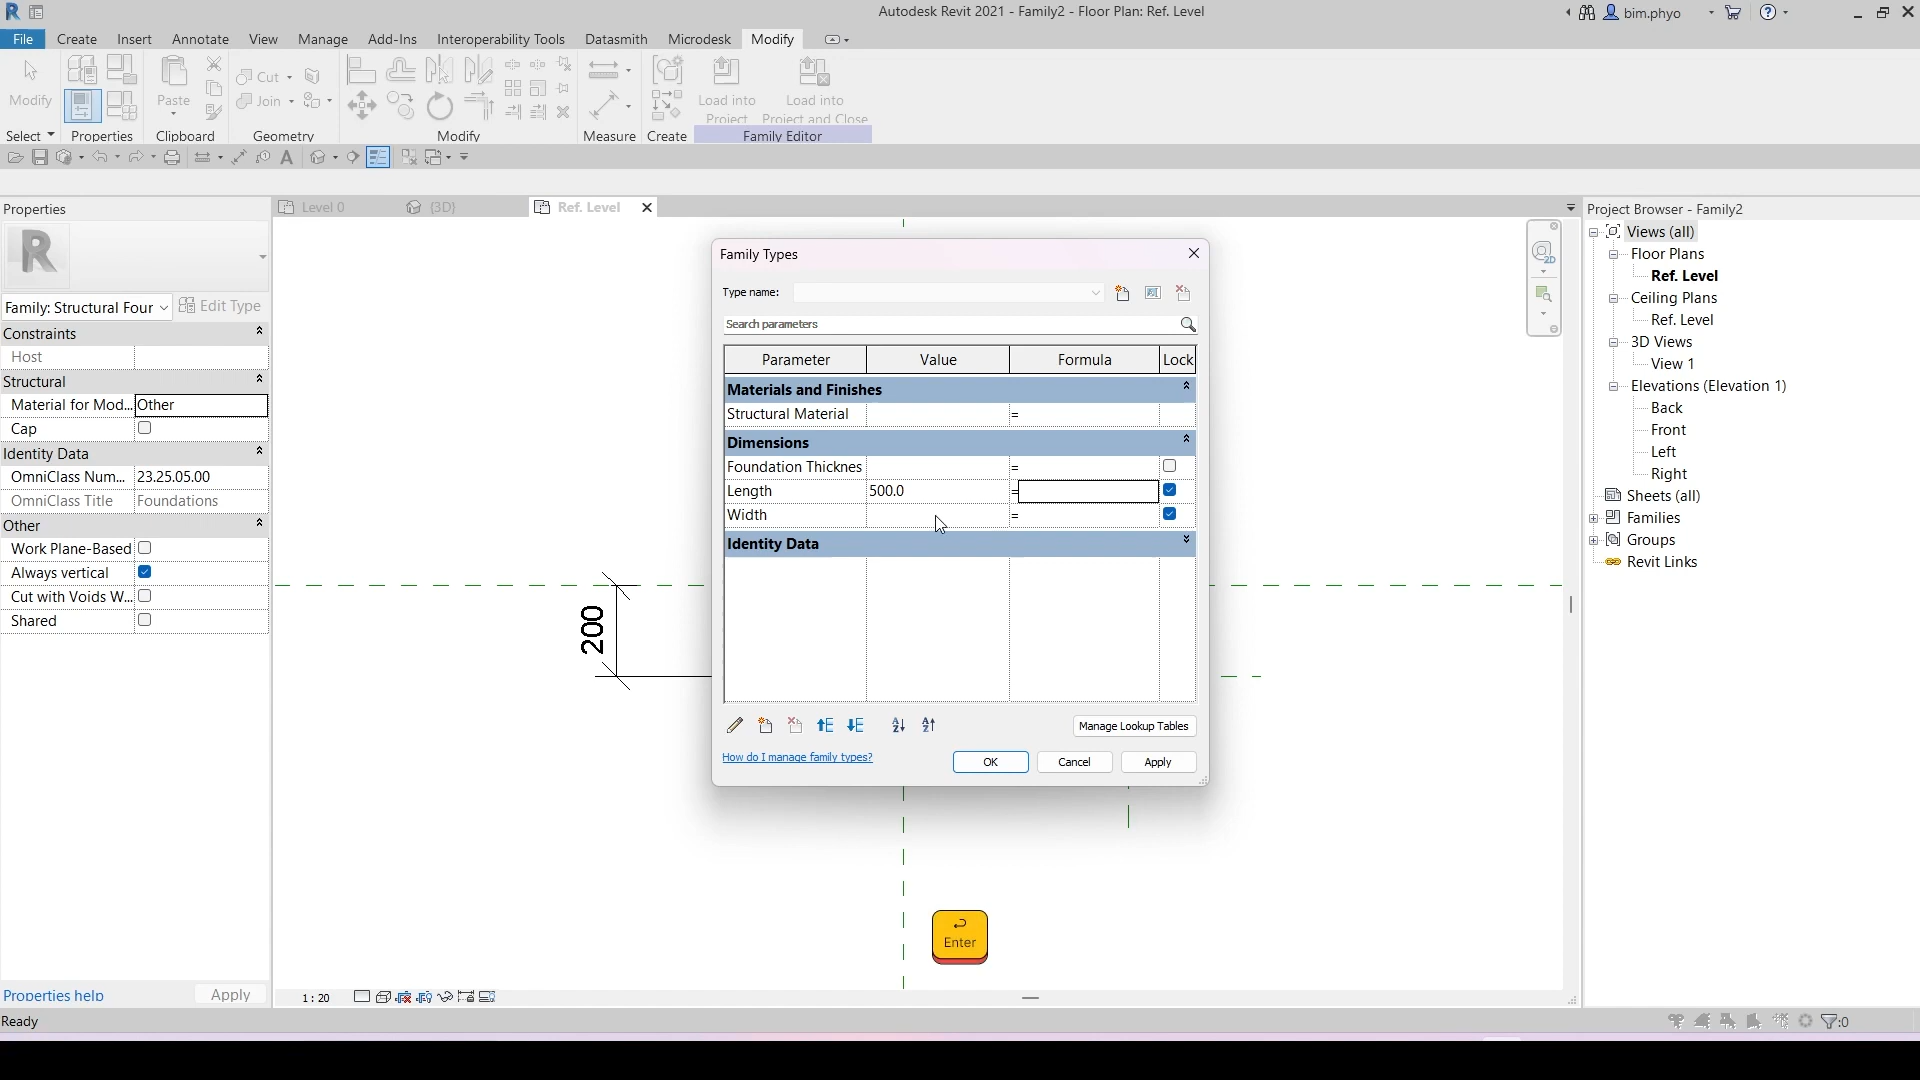 Autodesk Revit 2021 - Family2 - Floor Plan: Ref. Level
bim.phyo
File Create Insert Annotate View Manage Add-Ins Interoperability Tools Datasmith Microdesk Modify
Modify Paste Cut Join Load into Project Load into Project and Close
Select Properties Clipboard Geometry Modify Measure Create Family Editor
Properties
Level 0 {3D} Ref. Level
Project Browser - Family2
R
Family: Structural Four Edit Type
Constraints
Host
Structural
Material for Mod... Other
Cap
Identity Data
OmniClass Num... 23.25.05.00
OmniClass Title Foundations
Other
Work Plane-Based
Always vertical
Cut with Voids W...
Shared
Properties help Apply
200
Family Types
Type name:
Search parameters
Parameter Value Formula Lock
Materials and Finishes
Structural Material =
Dimensions
Foundation Thicknes =
Length 500.0 =
Width =
Identity Data
Manage Lookup Tables
How do I manage family types? OK Cancel Apply
Enter
2D
Views (all)
Floor Plans
Ref. Level
Ceiling Plans
Ref. Level
3D Views
View 1
Elevations (Elevation 1)
Back
Front
Left
Right
Sheets (all)
Families
Groups
Revit Links
1 : 20
Ready
:0